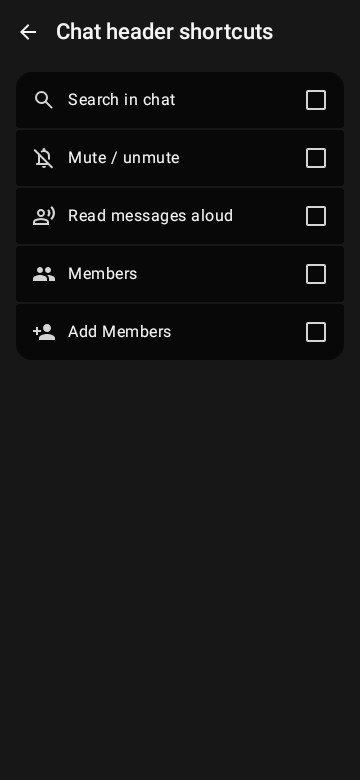 Chat header shortcuts
Search in chat
Mute / unmute
Read messages aloud
Members
Add Members